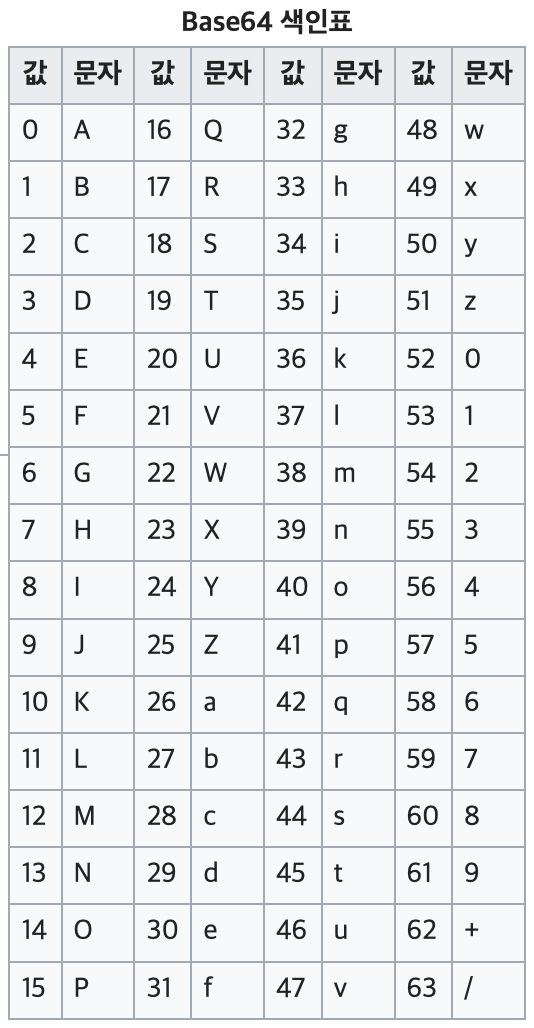 Base64 색인표
값 문자 값 문자 값 문자 값 문자
0 A 16 Q 32 g 48 w
1 B 17 R 33 h 49 x
2 C 18 S 34 i 50 y
3 D 19 T 35 j 51 z
4 E 20 U 36 k 52 0
5 F 21 V 37 l 53 1
6 G 22 W 38 m 54 2
7 H 23 X 39 n 55 3
8 I 24 Y 40 o 56 4
9 J 25 Z 41 p 57 5
10 K 26 a 42 q 58 6
11 L 27 b 43 r 59 7
12 M 28 c 44 s 60 8
13 N 29 d 45 t 61 9
14 O 30 e 46 u 62 +
15 P 31 f 47 v 63 /